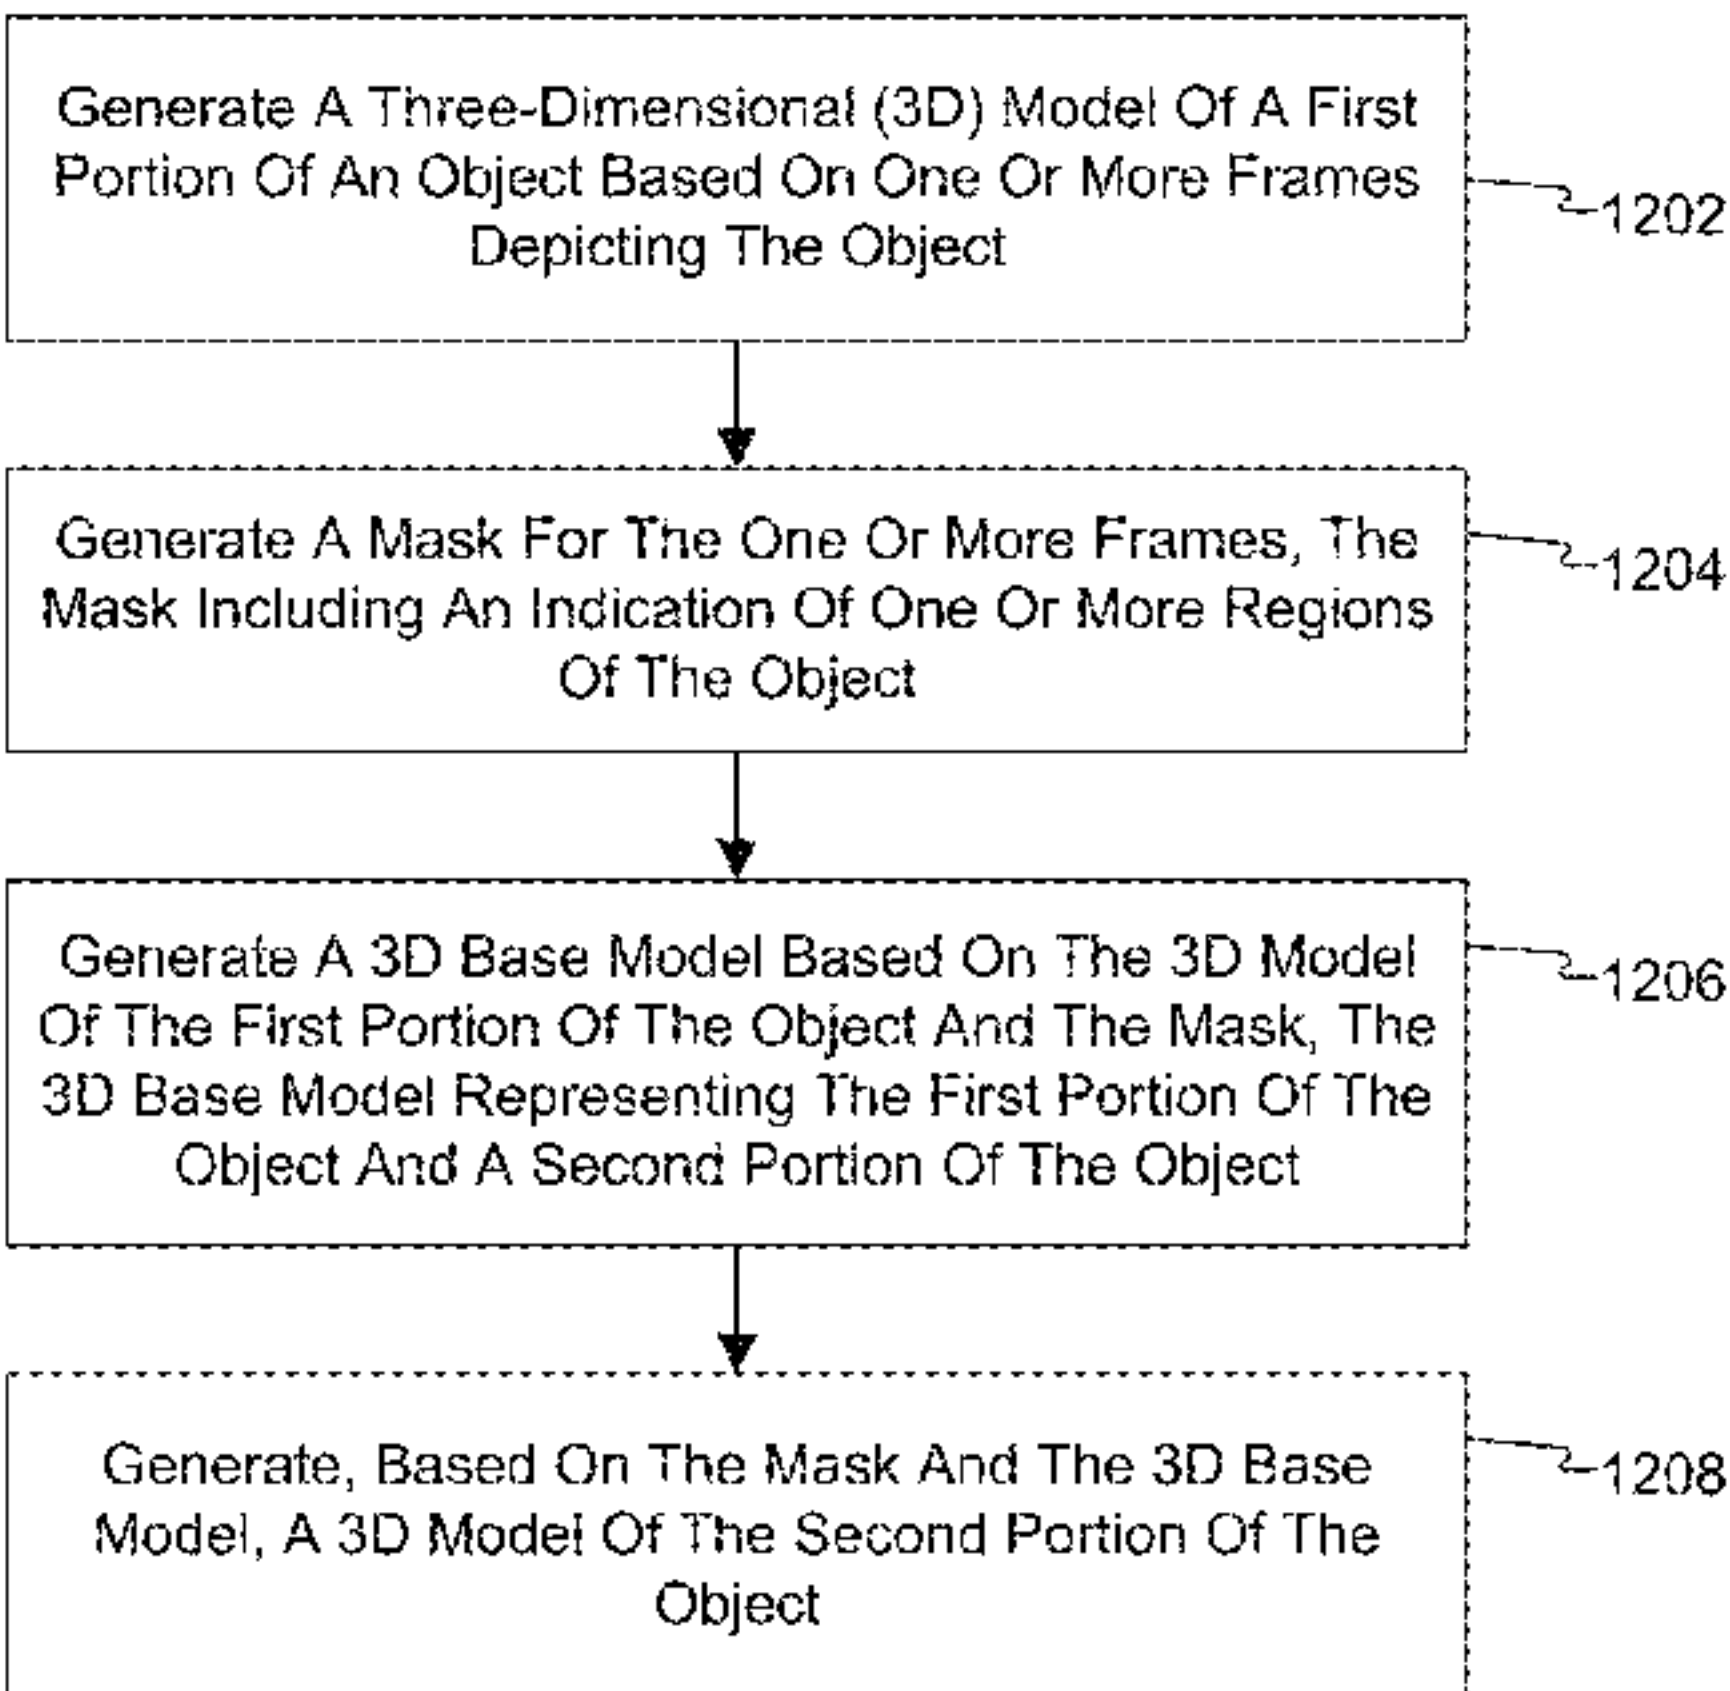 Generate A Three-Dimensional (3D) Model Of A First
Portion Of An Object Based On One Or More Frames
Depicting The Object
1202
Generate A Mask For The One Or More Frames, The
Mask Including An Indication Of One Or More Regions
Of The Object
1204
Generate A 3D Base Model Based On The 3D Model
Of The First Portion Of The Object And The Mask, The
3D Base Model Representing The First Portion Of The
Object And A Second Portion Of The Object
1206
Generate, Based On The Mask And The 3D Base
Model, A 3D Model Of The Second Portion Of The
Object
1208